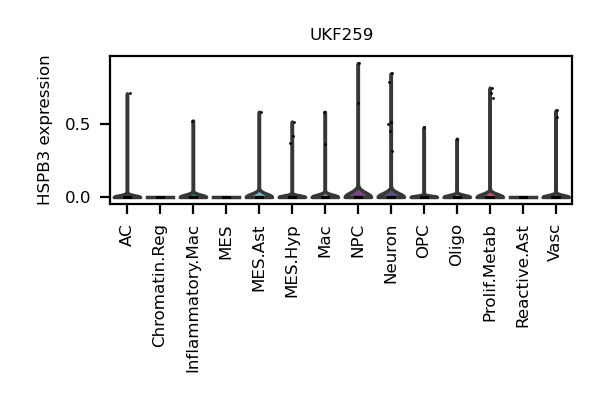 UKF259
HSPB3 expression
0.5
0.0
AC
Chromatin.Reg
Inflammatory.Mac
MES
MES.Ast
MES.Hyp
Mac
NPC
Neuron
OPC
Oligo
Prolif.Metab
Reactive.Ast
Vasc